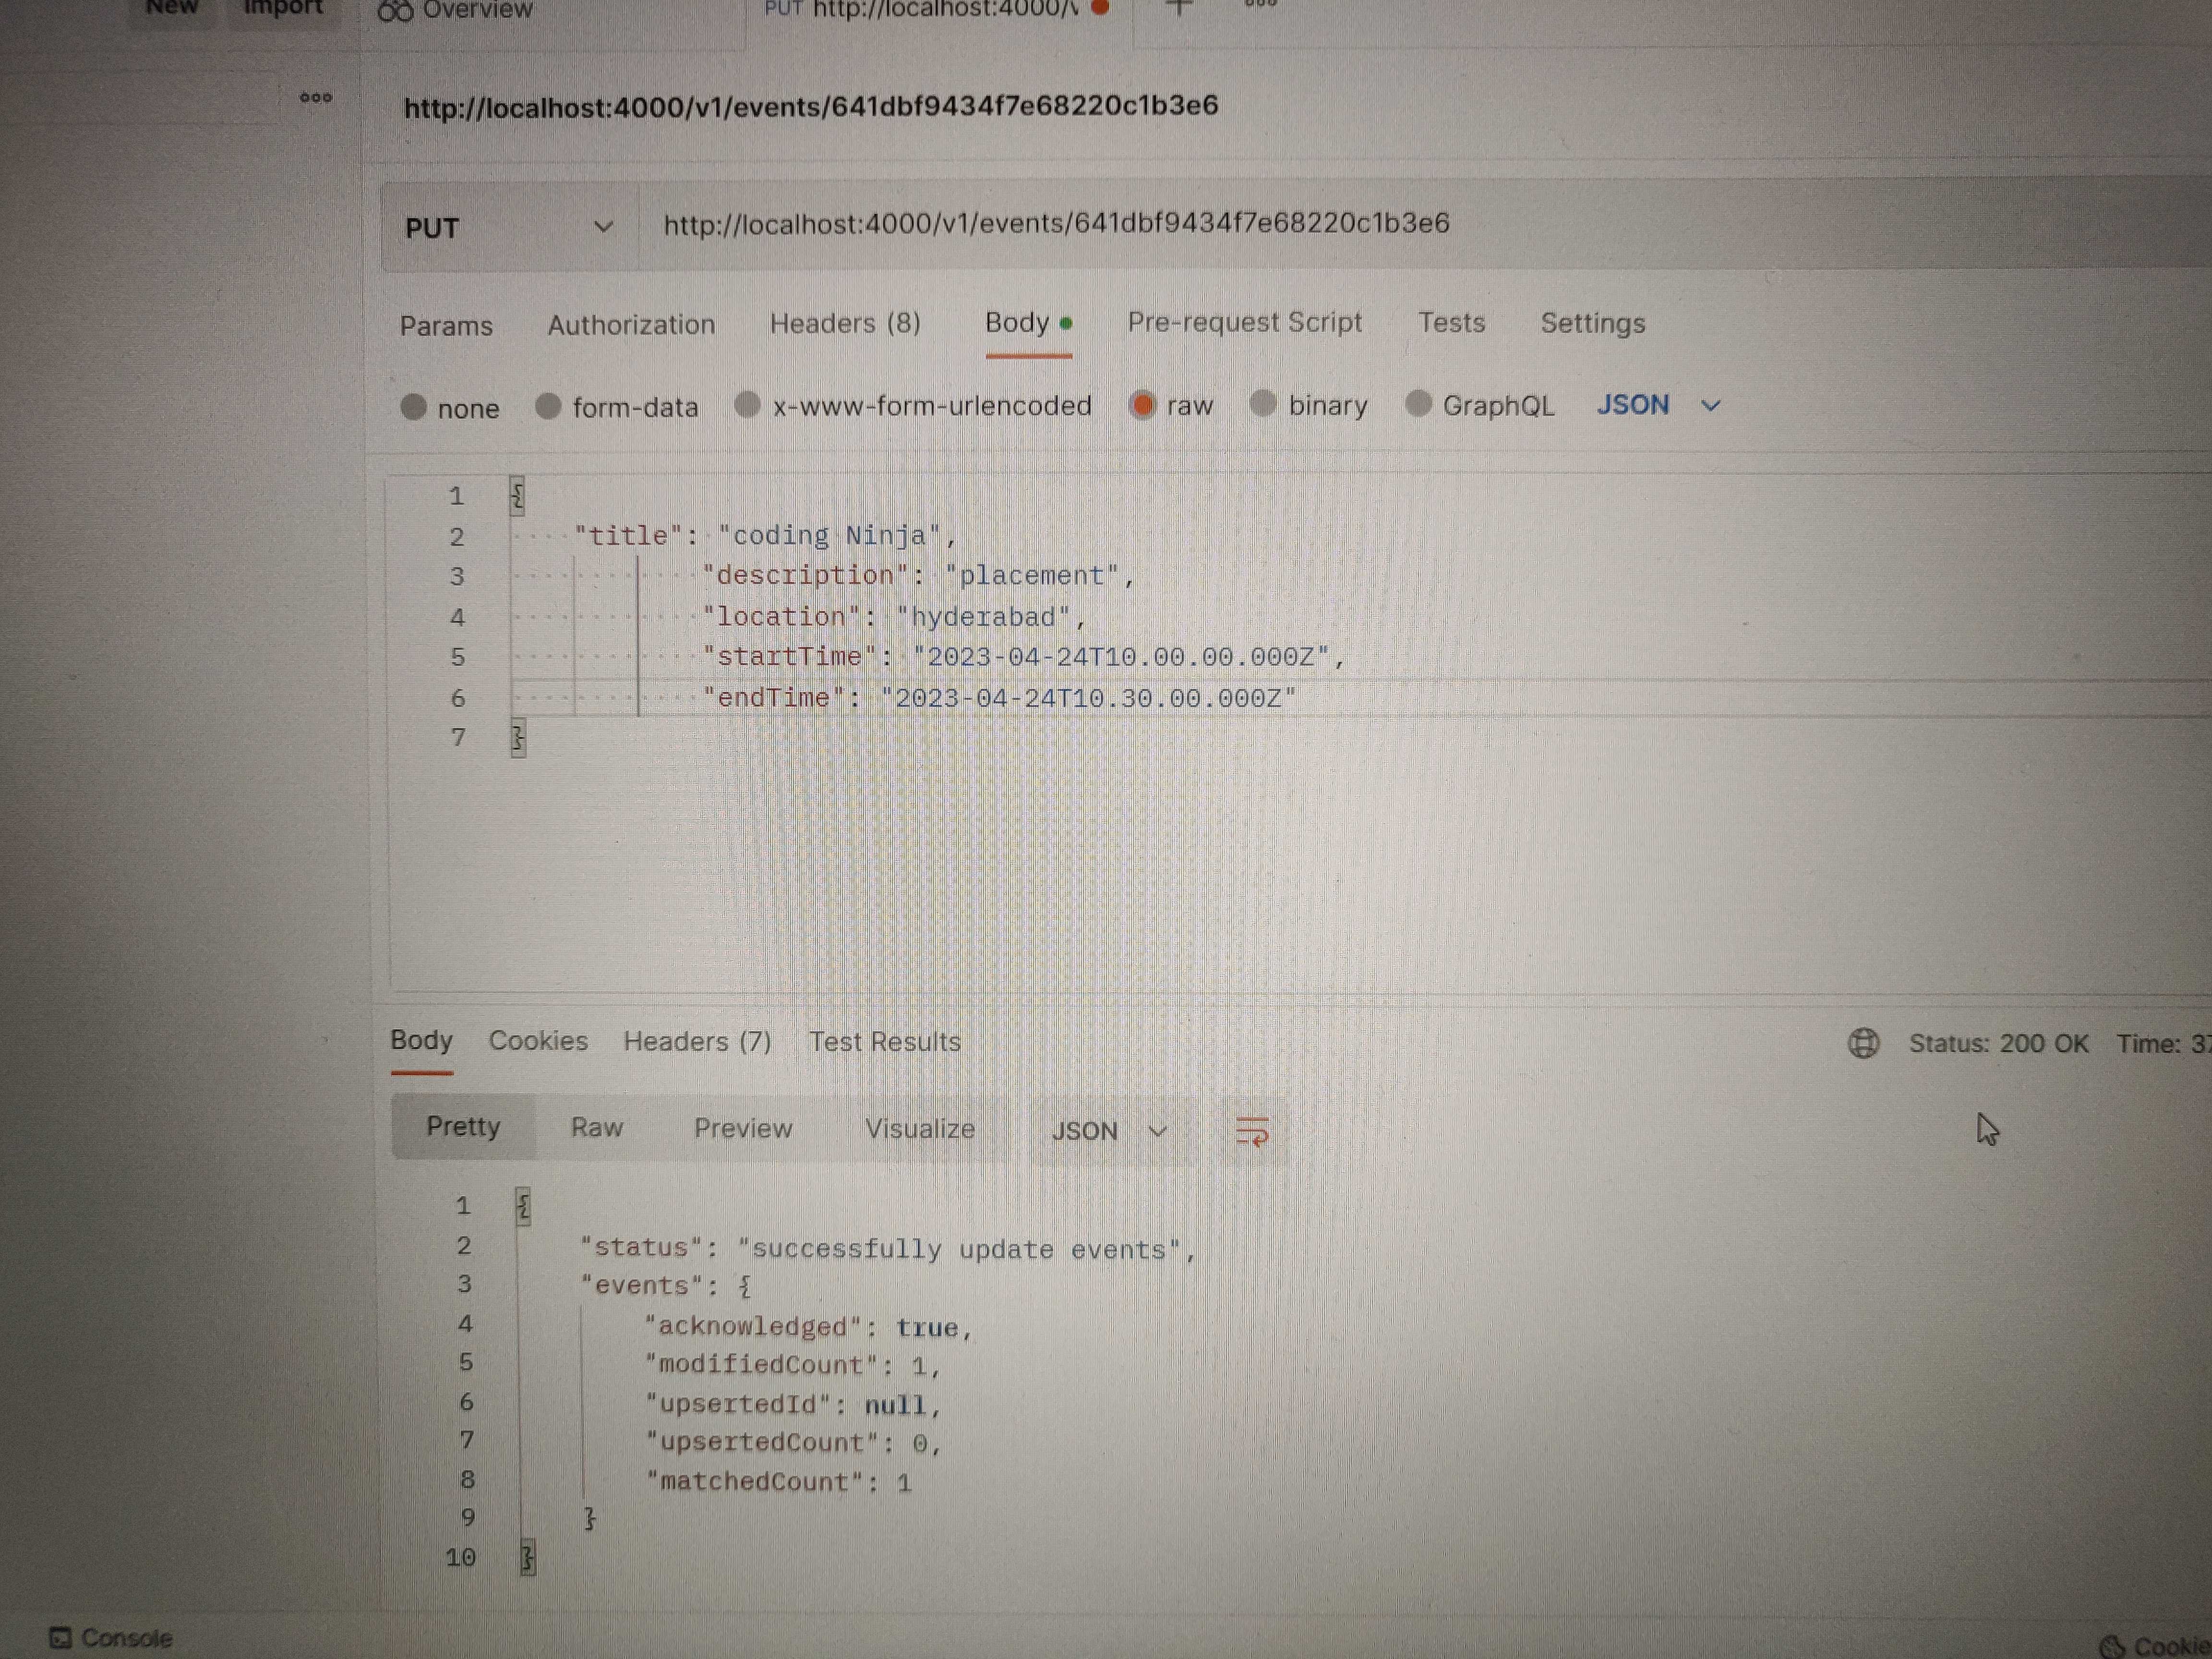 New Import Overview PUT http://localhost:4000/v
http://localhost:4000/v1/events/641dbf9434f7e68220c1b3e6
PUT http://localhost:4000/v1/events/641dbf9434f7e68220c1b3e6
Params Authorization Headers (8) Body Pre-request Script Tests Settings
none form-data x-www-form-urlencoded raw binary GraphQL JSON
1 {
2 "title": "coding Ninja",
3 "description": "placement",
4 "location": "hyderabad",
5 "startTime": "2023-04-24T10.00.00.000Z",
6 "endTime": "2023-04-24T10.30.00.000Z"
7 }
Body Cookies Headers (7) Test Results Status: 200 OK Time: 37
Pretty Raw Preview Visualize JSON
1 {
2 "status": "successfully update events",
3 "events": {
4 "acknowledged": true,
5 "modifiedCount": 1,
6 "upsertedId": null,
7 "upsertedCount": 0,
8 "matchedCount": 1
9 }
10 }
Console Cookie